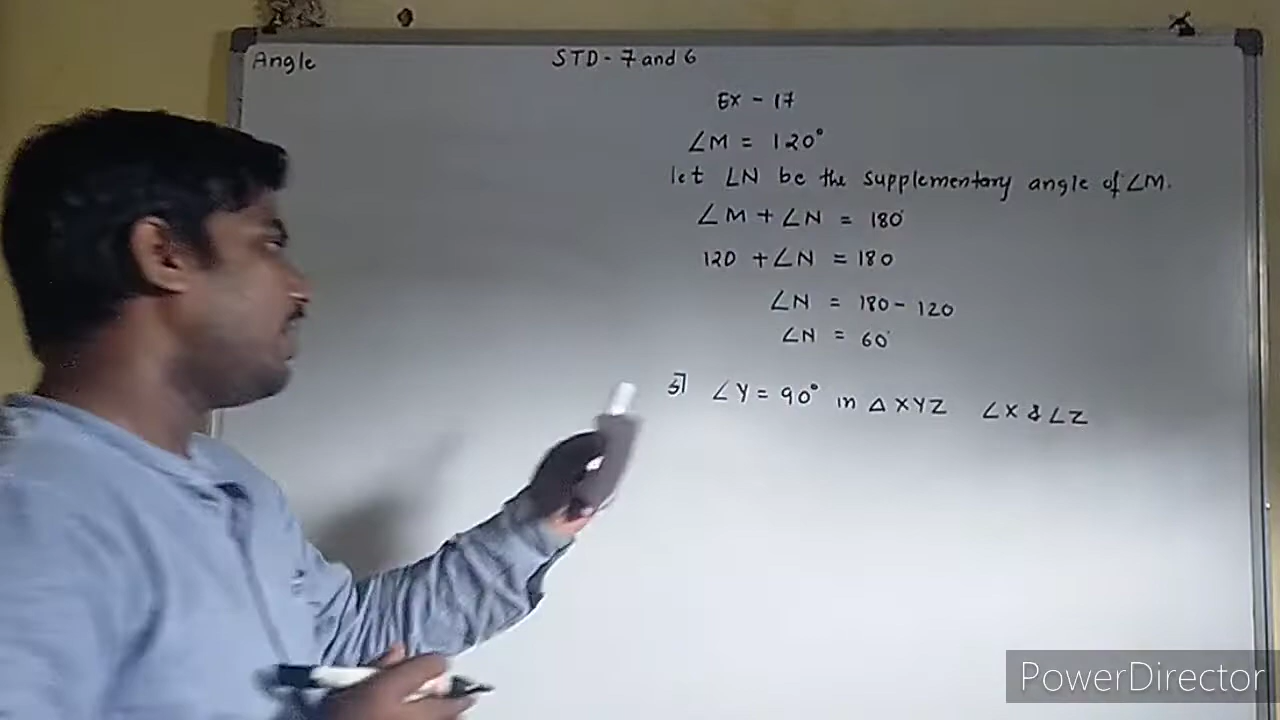 Angle
STD - 7 and 6
Ex - 17
∠M = 120°
let ∠N be the supplementary angle of ∠M.
∠M + ∠N = 180°
120 + ∠N = 180
∠N = 180 - 120
∠N = 60°
5] ∠Y = 90° in △XYZ ∠X & ∠Z
PowerDirector